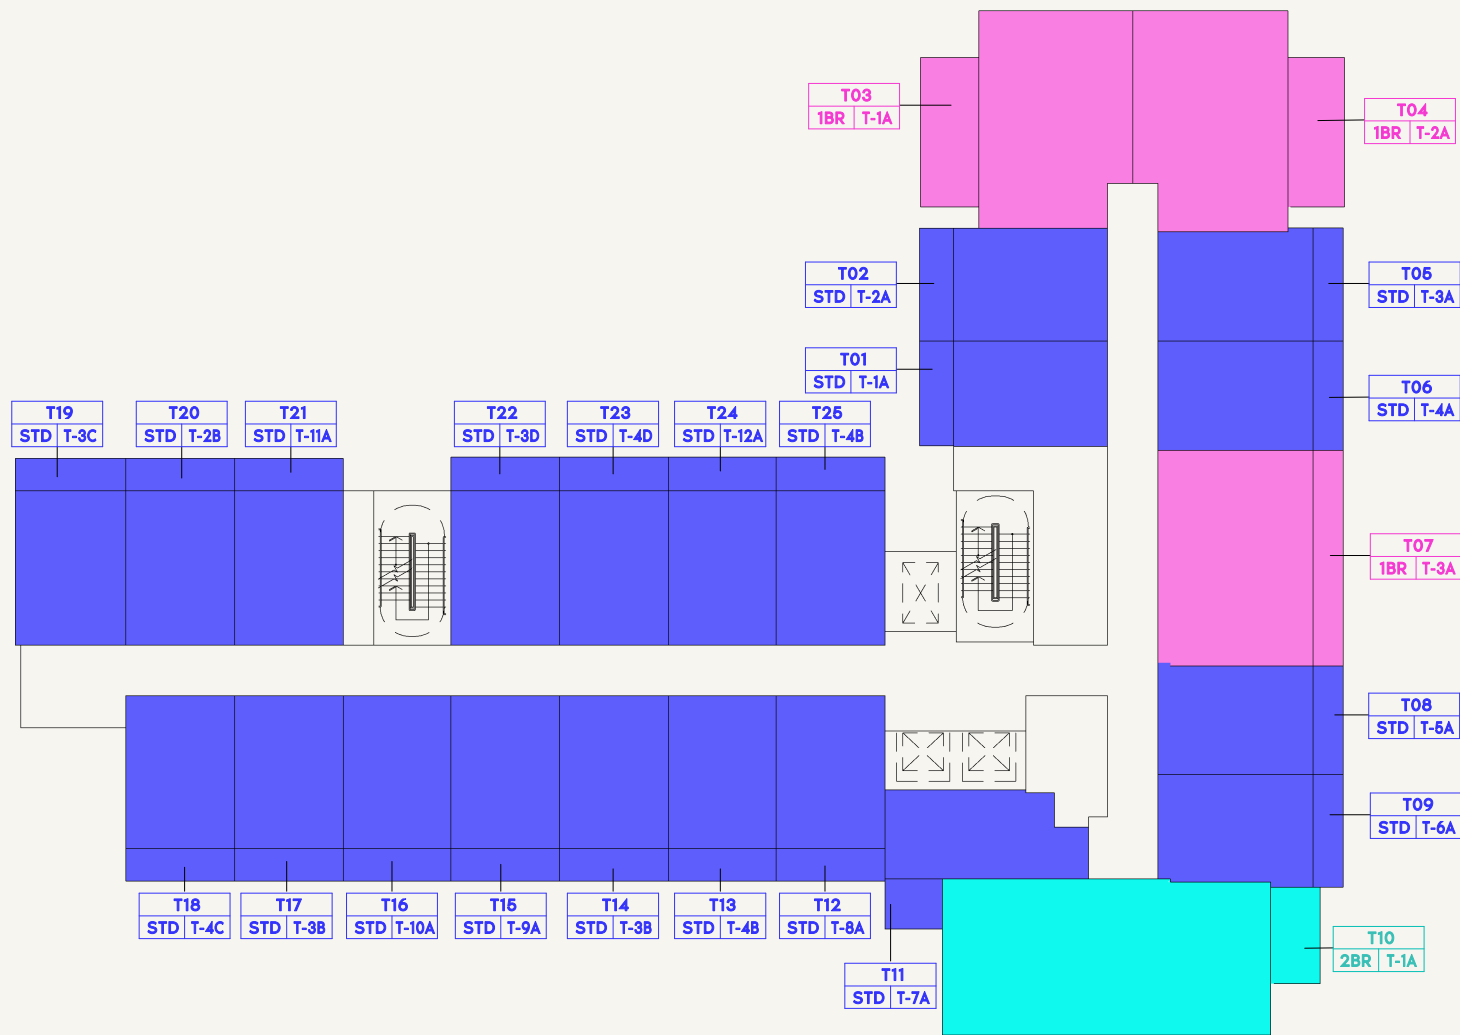 T03
1BR T-1A
T04
1BR T-2A
T02
STD T-2A
T05
STD T-3A
T01
STD T-1A
T06
STD T-4A
T19
STD T-3C
T20
STD T-2B
T21
STD T-11A
T22
STD T-3D
T23
STD T-4D
T24
STD T-12A
T25
STD T-4B
T07
1BR T-3A
T08
STD T-5A
T09
STD T-6A
T18
STD T-4C
T17
STD T-3B
T16
STD T-10A
T15
STD T-9A
T14
STD T-3B
T13
STD T-4B
T12
STD T-8A
T10
2BR T-1A
T11
STD T-7A